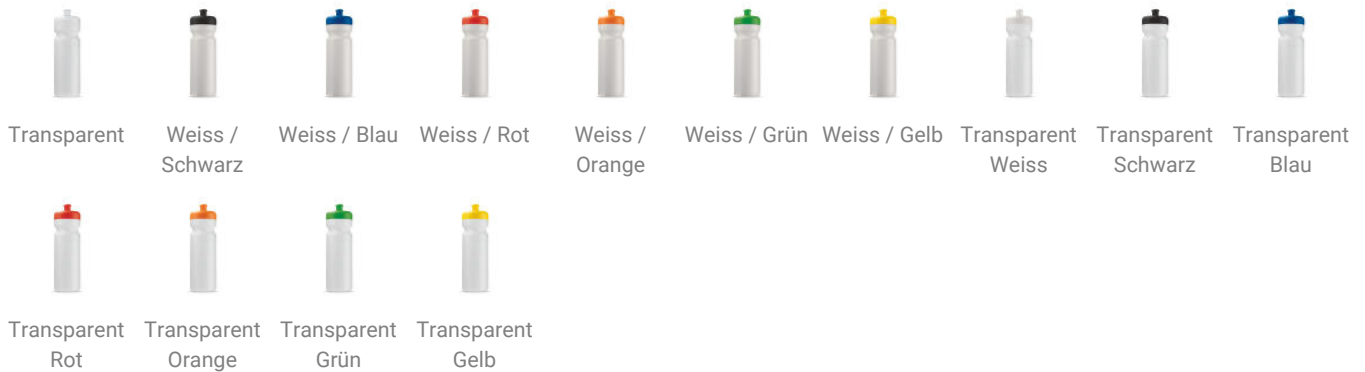 Transparent
Weiss /
Schwarz
Weiss / Blau
Weiss / Rot
Weiss /
Orange
Weiss / Grün
Weiss / Gelb
Transparent
Weiss
Transparent
Schwarz
Transparent
Blau
Transparent
Rot
Transparent
Orange
Transparent
Grün
Transparent
Gelb